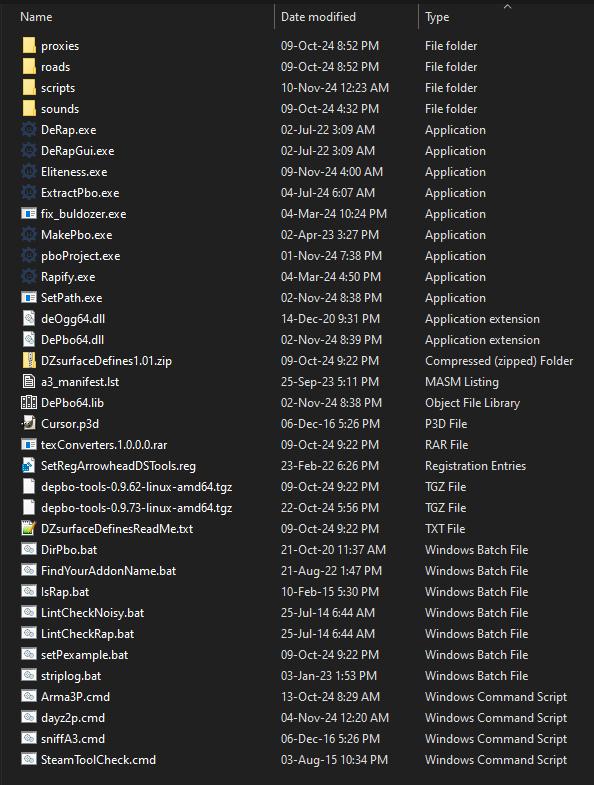 Name Date modified Type
proxies 09-Oct-24 8:52 PM File folder
roads 09-Oct-24 8:52 PM File folder
scripts 10-Nov-24 12:23 AM File folder
sounds 09-Oct-24 4:32 PM File folder
DeRap.exe 02-Jul-22 3:09 AM Application
DeRapGui.exe 02-Jul-22 3:09 AM Application
Eliteness.exe 09-Nov-24 4:00 AM Application
ExtractPbo.exe 04-Jul-24 6:07 AM Application
fix_buldozer.exe 04-Mar-24 10:24 PM Application
MakePbo.exe 02-Apr-23 3:27 PM Application
pboProject.exe 01-Nov-24 7:38 PM Application
Rapify.exe 04-Mar-24 4:50 PM Application
SetPath.exe 02-Nov-24 8:38 PM Application
deOgg64.dll 14-Dec-20 9:31 PM Application extension
DePbo64.dll 02-Nov-24 8:39 PM Application extension
DZsurfaceDefines1.01.zip 09-Oct-24 9:22 PM Compressed (zipped) Folder
a3_manifest.lst 25-Sep-23 5:11 PM MASM Listing
DePbo64.lib 02-Nov-24 8:38 PM Object File Library
Cursor.p3d 06-Dec-16 5:26 PM P3D File
texConverters.1.0.0.0.rar 09-Oct-24 9:22 PM RAR File
SetRegArrowheadDSTools.reg 23-Feb-22 6:26 PM Registration Entries
depbo-tools-0.9.62-linux-amd64.tgz 09-Oct-24 9:22 PM TGZ File
depbo-tools-0.9.73-linux-amd64.tgz 22-Oct-24 5:56 PM TGZ File
DZsurfaceDefinesReadMe.txt 09-Oct-24 9:22 PM TXT File
DirPbo.bat 21-Oct-20 11:37 AM Windows Batch File
FindYourAddonName.bat 21-Aug-22 1:47 PM Windows Batch File
IsRap.bat 10-Feb-15 5:30 PM Windows Batch File
LintCheckNoisy.bat 25-Jul-14 6:44 AM Windows Batch File
LintCheckRap.bat 25-Jul-14 6:44 AM Windows Batch File
setPexample.bat 09-Oct-24 9:22 PM Windows Batch File
striplog.bat 03-Jan-23 1:53 PM Windows Batch File
Arma3P.cmd 13-Oct-24 8:29 AM Windows Command Script
dayz2p.cmd 04-Nov-24 12:20 AM Windows Command Script
sniffA3.cmd 06-Dec-16 5:26 PM Windows Command Script
SteamToolCheck.cmd 03-Aug-15 10:34 PM Windows Command Script